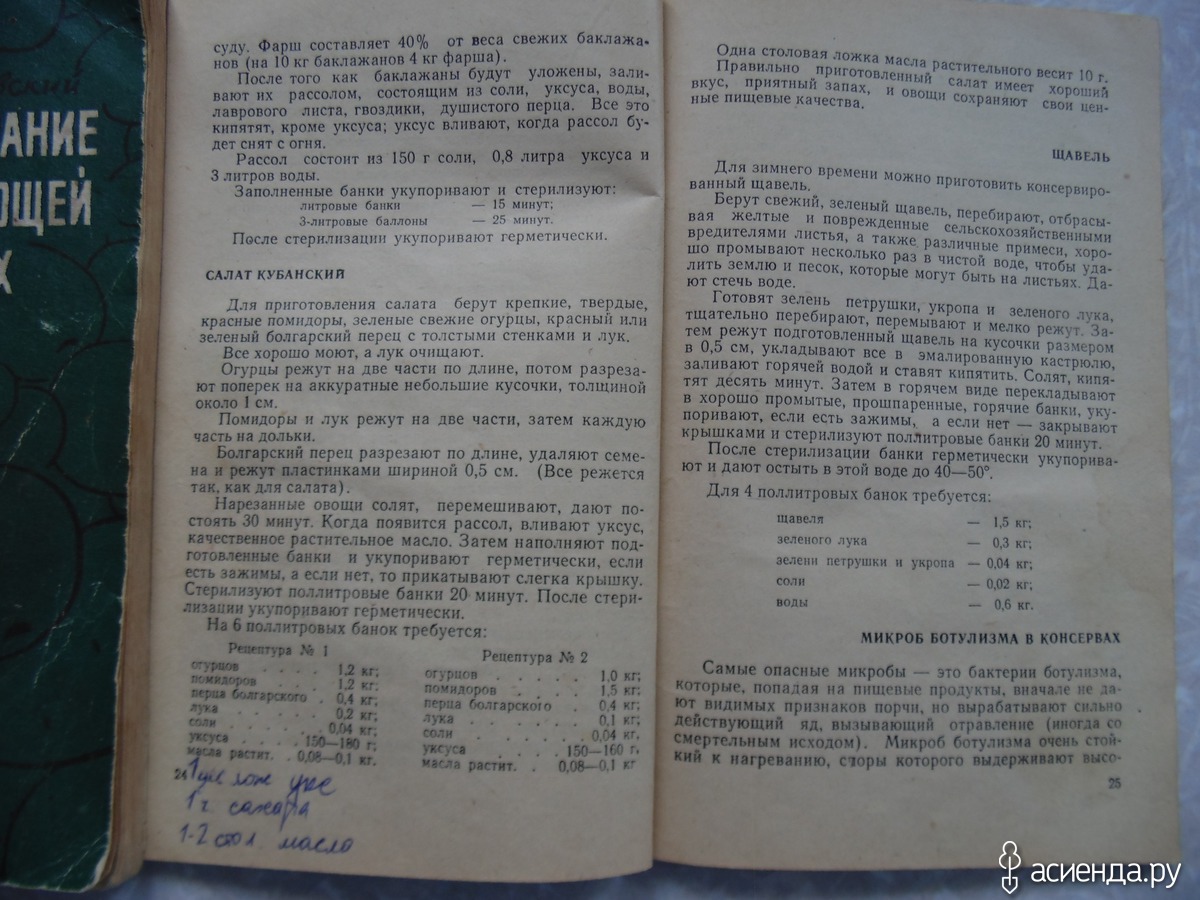 вский
АНИЕ
ОЩЕЙ
Х
суду. Фарш составляет 40% от веса свежих баклажа-
нов (на 10 кг баклажанов 4 кг фарша).
После того как баклажаны будут уложены, зали-
вают их рассолом, состоящим из соли, уксуса, воды,
лаврового листа, гвоздики, душистого перца. Все это
кипятят, кроме уксуса; уксус вливают, когда рассол бу-
дет снят с огня.
Рассол состоит из 150 г соли, 0,8 литра уксуса и
3 литров воды.
Заполненные банки укупоривают и стерилизуют:
литровые банки — 15 минут;
3-литровые баллоны — 25 минут.
После стерилизации укупоривают герметически.
САЛАТ КУБАНСКИЙ
Для приготовления салата берут крепкие, твердые,
красные помидоры, зеленые свежие огурцы, красный или
зеленый болгарский перец с толстыми стенками и лук.
Все хорошо моют, а лук очищают.
Огурцы режут на две части по длине, потом разреза-
ют поперек на аккуратные небольшие кусочки, толщиной
около 1 см.
Помидоры и лук режут на две части, затем каждую
часть на дольки.
Болгарский перец разрезают по длине, удаляют семе-
на и режут пластинками шириной 0,5 см. (Все режется
так, как для салата).
Нарезанные овощи солят, перемешивают, дают по-
стоять 30 минут. Когда появится рассол, вливают уксус,
качественное растительное масло. Затем наполняют под-
готовленные банки и укупоривают герметически, если
есть зажимы, а если нет, то прикатывают слегка крышку.
Стерилизуют поллитровые банки 20 минут. После стери-
лизации укупоривают герметически.
На 6 поллитровых банок требуется:
Рецептура № 1
огурцов . . . . 1,2 кг;
помидоров . . . . 1,2 кг;
перца болгарского . 0,4 кг;
лука . . . . . . 0,2 кг;
соли . . . . . 0,04 кг;
уксуса . . . . 150—180 г;
масла растит. . 0,08—0,1 кг.
Рецептура № 2
огурцов . . . . . 1,0 кг;
помидоров . . . . 1,5 кг;
перца болгарского . 0,4 кг;
лука . . . . . . 0,1 кг;
соли . . . . . 0,04 кг.
уксуса . . . 150—160 г.
масла растит. . 0,08—0,1 кг
24
1 лож укс
1 ч. сахара
1-2 стол. масло
Одна столовая ложка масла растительного весит 10 г.
Правильно приготовленный салат имеет хороший
вкус, приятный запах, и овощи сохраняют свои цен-
ные пищевые качества.
ЩАВЕЛЬ
Для зимнего времени можно приготовить консервиро-
ванный щавель.
Берут свежий, зеленый щавель, перебирают, отбрасы-
вая желтые и поврежденные сельскохозяйственными
вредителями листья, а также различные примеси, хоро-
шо промывают несколько раз в чистой воде, чтобы уда-
лить землю и песок, которые могут быть на листьях. Да-
ют стечь воде.
Готовят зелень петрушки, укропа и зеленого лука,
тщательно перебирают, перемывают и мелко режут. За-
тем режут подготовленный щавель на кусочки размером
в 0,5 см, укладывают все в эмалированную кастрюлю,
заливают горячей водой и ставят кипятить. Солят, кипя-
тят десять минут. Затем в горячем виде перекладывают
в хорошо промытые, прошпаренные, горячие банки, уку-
поривают, если есть зажимы, а если нет — закрывают
крышками и стерилизуют поллитровые банки 20 минут.
После стерилизации банки герметически укупорива-
ют и дают остыть в этой воде до 40—50°.
Для 4 поллитровых банок требуется:
щавеля — 1,5 кг;
зеленого лука — 0,3 кг;
зелени петрушки и укропа — 0,04 кг;
соли — 0,02 кг;
воды — 0,6 кг.
МИКРОБ БОТУЛИЗМА В КОНСЕРВАХ
Самые опасные микробы — это бактерии ботулизма,
которые, попадая на пищевые продукты, вначале не да-
ют видимых признаков порчи, но вырабатывают сильно
действующий яд, вызывающий отравление (иногда со
смертельным исходом). Микроб ботулизма очень стой-
кий к нагреванию, споры которого выдерживают высо-
25
асиенда.ру